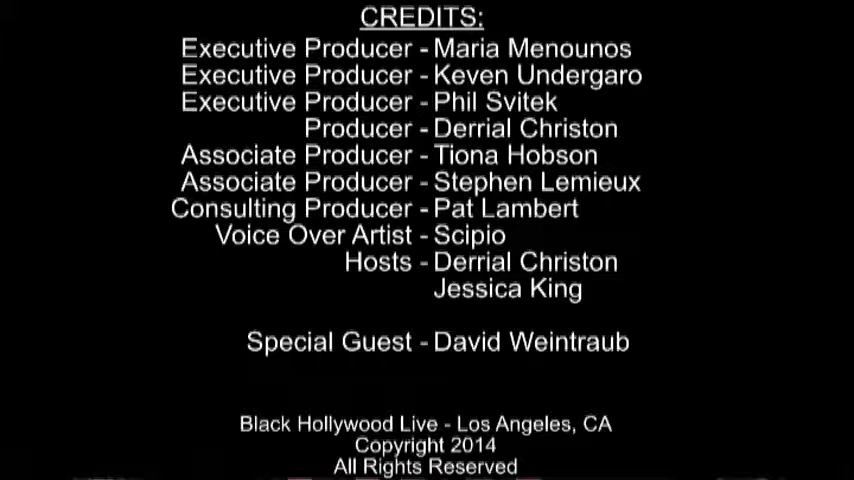 CREDITS:
Executive Producer - Maria Menounos
Executive Producer - Keven Undergaro
Executive Producer - Phil Svitek
Producer - Derrial Christon
Associate Producer - Tiona Hobson
Associate Producer - Stephen Lemieux
Consulting Producer - Pat Lambert
Voice Over Artist - Scipio
Hosts - Derrial Christon
Jessica King
Special Guest - David Weintraub
Black Hollywood Live - Los Angeles, CA
Copyright 2014
All Rights Reserved